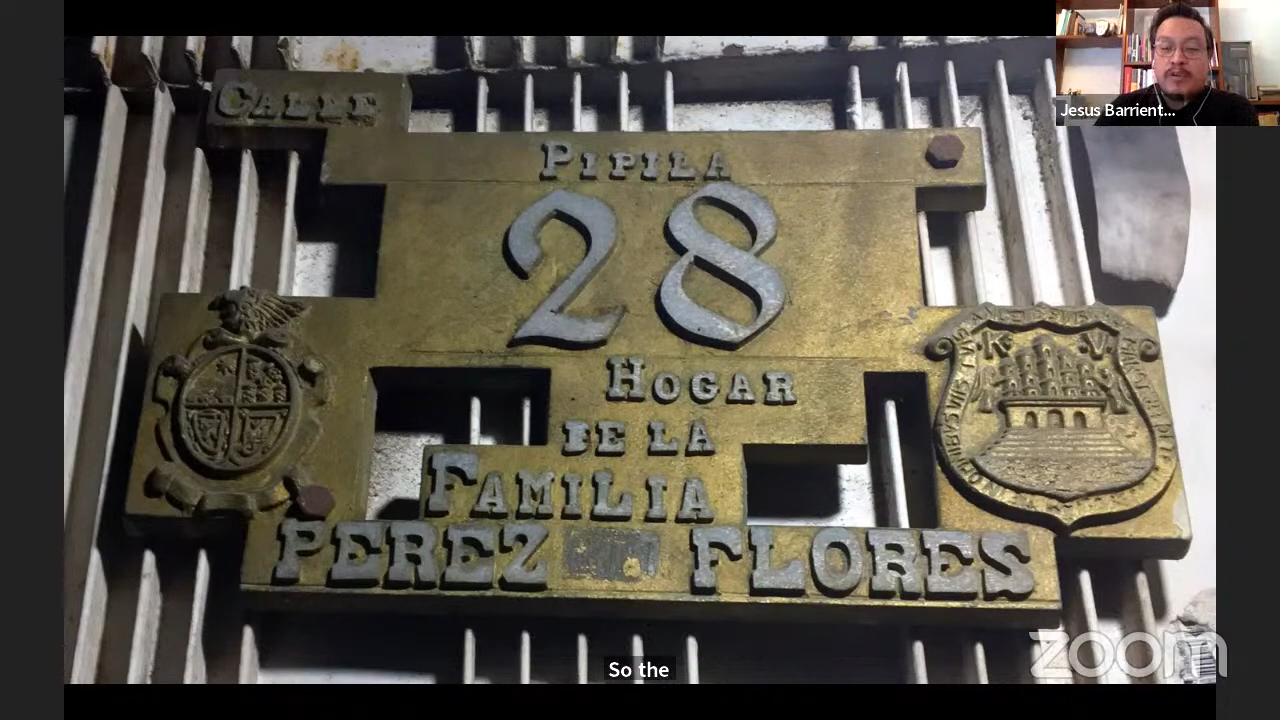 Jesus Barrient...
CALLE
PIPILA
28
HOGAR
DE LA
FAMILIA
PEREZ FLORES
K V
So the
zoom